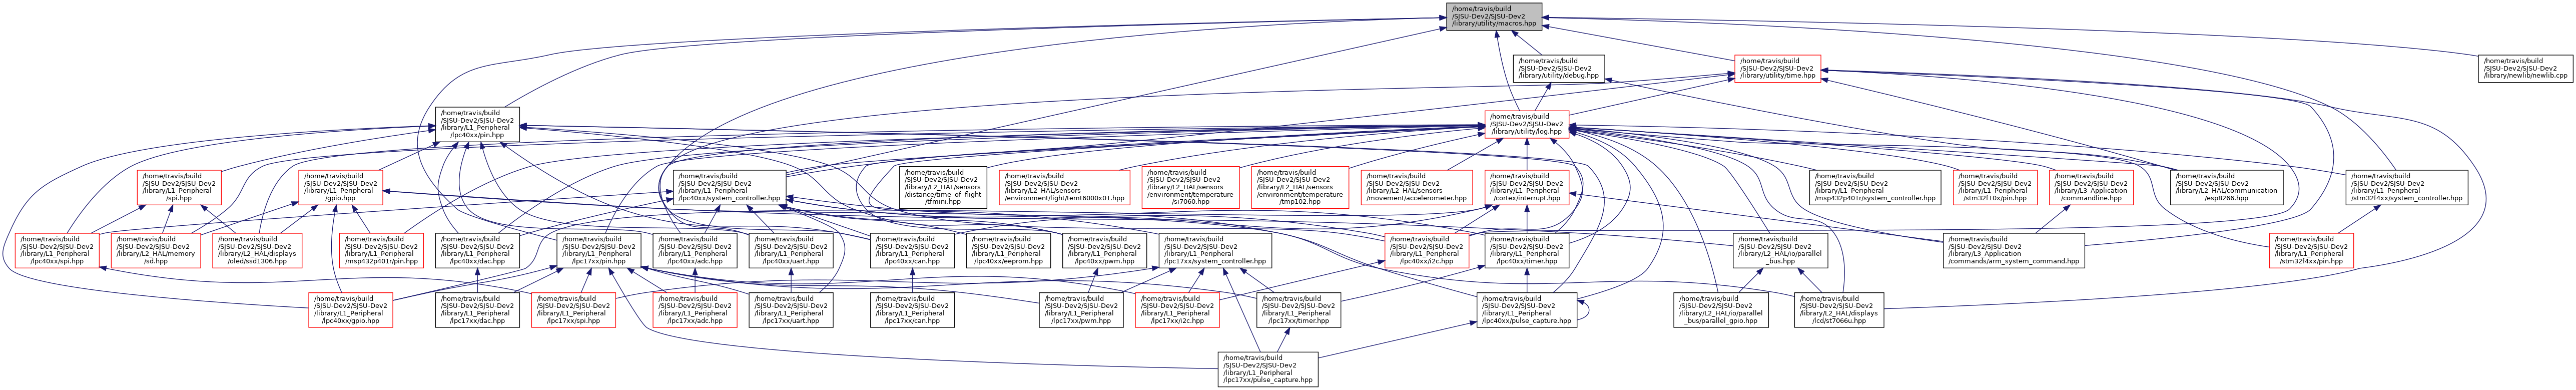 /home/travis/build
/SJSU-Dev2/SJSU-Dev2
/library/utility/macros.hpp
/home/travis/build
/SJSU-Dev2/SJSU-Dev2
/library/utility/debug.hpp
/home/travis/build
/SJSU-Dev2/SJSU-Dev2
/library/utility/time.hpp
/home/travis/build
/SJSU-Dev2/SJSU-Dev2
/library/newlib/newlib.cpp
/home/travis/build
/SJSU-Dev2/SJSU-Dev2
/library/L1_Peripheral
/lpc40xx/pin.hpp
/home/travis/build
/SJSU-Dev2/SJSU-Dev2
/library/utility/log.hpp
/home/travis/build
/SJSU-Dev2/SJSU-Dev2
/library/L1_Peripheral
/spi.hpp
/home/travis/build
/SJSU-Dev2/SJSU-Dev2
/library/L1_Peripheral
/gpio.hpp
/home/travis/build
/SJSU-Dev2/SJSU-Dev2
/library/L1_Peripheral
/lpc40xx/system_controller.hpp
/home/travis/build
/SJSU-Dev2/SJSU-Dev2
/library/L2_HAL/sensors
/distance/time_of_flight
/tfmini.hpp
/home/travis/build
/SJSU-Dev2/SJSU-Dev2
/library/L2_HAL/sensors
/environment/light/temt6000x01.hpp
/home/travis/build
/SJSU-Dev2/SJSU-Dev2
/library/L2_HAL/sensors
/environment/temperature
/si7060.hpp
/home/travis/build
/SJSU-Dev2/SJSU-Dev2
/library/L2_HAL/sensors
/environment/temperature
/tmp102.hpp
/home/travis/build
/SJSU-Dev2/SJSU-Dev2
/library/L2_HAL/sensors
/movement/accelerometer.hpp
/home/travis/build
/SJSU-Dev2/SJSU-Dev2
/library/L1_Peripheral
/cortex/interrupt.hpp
/home/travis/build
/SJSU-Dev2/SJSU-Dev2
/library/L1_Peripheral
/msp432p401r/system_controller.hpp
/home/travis/build
/SJSU-Dev2/SJSU-Dev2
/library/L1_Peripheral
/stm32f10x/pin.hpp
/home/travis/build
/SJSU-Dev2/SJSU-Dev2
/library/L3_Application
/commandline.hpp
/home/travis/build
/SJSU-Dev2/SJSU-Dev2
/library/L2_HAL/communication
/esp8266.hpp
/home/travis/build
/SJSU-Dev2/SJSU-Dev2
/library/L1_Peripheral
/stm32f4xx/system_controller.hpp
/home/travis/build
/SJSU-Dev2/SJSU-Dev2
/library/L1_Peripheral
/lpc40xx/spi.hpp
/home/travis/build
/SJSU-Dev2/SJSU-Dev2
/library/L2_HAL/memory
/sd.hpp
/home/travis/build
/SJSU-Dev2/SJSU-Dev2
/library/L2_HAL/displays
/oled/ssd1306.hpp
/home/travis/build
/SJSU-Dev2/SJSU-Dev2
/library/L1_Peripheral
/msp432p401r/pin.hpp
/home/travis/build
/SJSU-Dev2/SJSU-Dev2
/library/L1_Peripheral
/lpc40xx/dac.hpp
/home/travis/build
/SJSU-Dev2/SJSU-Dev2
/library/L1_Peripheral
/lpc17xx/pin.hpp
/home/travis/build
/SJSU-Dev2/SJSU-Dev2
/library/L1_Peripheral
/lpc40xx/adc.hpp
/home/travis/build
/SJSU-Dev2/SJSU-Dev2
/library/L1_Peripheral
/lpc40xx/uart.hpp
/home/travis/build
/SJSU-Dev2/SJSU-Dev2
/library/L1_Peripheral
/lpc40xx/can.hpp
/home/travis/build
/SJSU-Dev2/SJSU-Dev2
/library/L1_Peripheral
/lpc40xx/eeprom.hpp
/home/travis/build
/SJSU-Dev2/SJSU-Dev2
/library/L1_Peripheral
/lpc40xx/pwm.hpp
/home/travis/build
/SJSU-Dev2/SJSU-Dev2
/library/L1_Peripheral
/lpc17xx/system_controller.hpp
/home/travis/build
/SJSU-Dev2/SJSU-Dev2
/library/L1_Peripheral
/lpc40xx/i2c.hpp
/home/travis/build
/SJSU-Dev2/SJSU-Dev2
/library/L1_Peripheral
/lpc40xx/timer.hpp
/home/travis/build
/SJSU-Dev2/SJSU-Dev2
/library/L2_HAL/io/parallel
_bus.hpp
/home/travis/build
/SJSU-Dev2/SJSU-Dev2
/library/L3_Application
/commands/arm_system_command.hpp
/home/travis/build
/SJSU-Dev2/SJSU-Dev2
/library/L1_Peripheral
/stm32f4xx/pin.hpp
/home/travis/build
/SJSU-Dev2/SJSU-Dev2
/library/L1_Peripheral
/lpc40xx/gpio.hpp
/home/travis/build
/SJSU-Dev2/SJSU-Dev2
/library/L1_Peripheral
/lpc17xx/dac.hpp
/home/travis/build
/SJSU-Dev2/SJSU-Dev2
/library/L1_Peripheral
/lpc17xx/spi.hpp
/home/travis/build
/SJSU-Dev2/SJSU-Dev2
/library/L1_Peripheral
/lpc17xx/adc.hpp
/home/travis/build
/SJSU-Dev2/SJSU-Dev2
/library/L1_Peripheral
/lpc17xx/uart.hpp
/home/travis/build
/SJSU-Dev2/SJSU-Dev2
/library/L1_Peripheral
/lpc17xx/can.hpp
/home/travis/build
/SJSU-Dev2/SJSU-Dev2
/library/L1_Peripheral
/lpc17xx/pwm.hpp
/home/travis/build
/SJSU-Dev2/SJSU-Dev2
/library/L1_Peripheral
/lpc17xx/i2c.hpp
/home/travis/build
/SJSU-Dev2/SJSU-Dev2
/library/L1_Peripheral
/lpc17xx/timer.hpp
/home/travis/build
/SJSU-Dev2/SJSU-Dev2
/library/L1_Peripheral
/lpc40xx/pulse_capture.hpp
/home/travis/build
/SJSU-Dev2/SJSU-Dev2
/library/L2_HAL/io/parallel
_bus/parallel_gpio.hpp
/home/travis/build
/SJSU-Dev2/SJSU-Dev2
/library/L2_HAL/displays
/lcd/st7066u.hpp
/home/travis/build
/SJSU-Dev2/SJSU-Dev2
/library/L1_Peripheral
/lpc17xx/pulse_capture.hpp